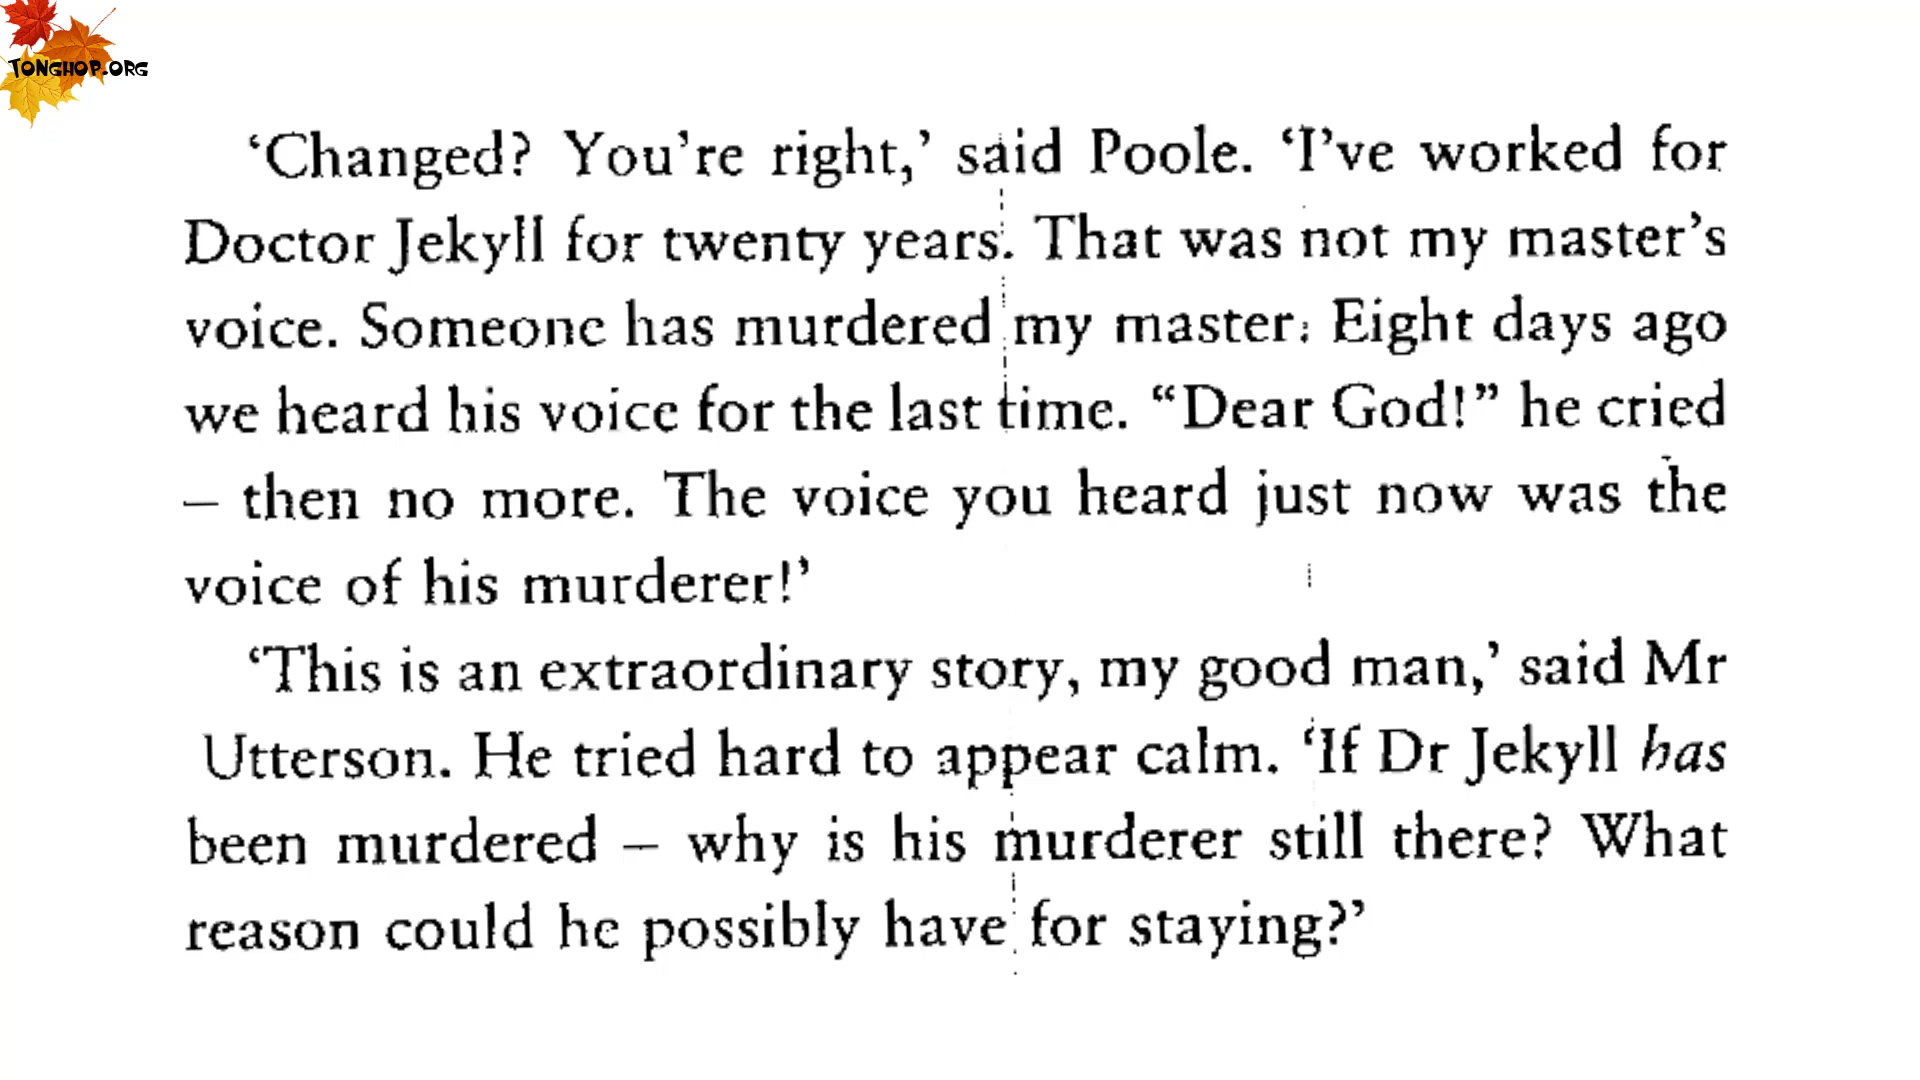 TONGHOP.ORG
‘Changed? You’re right,’ said Poole. ‘I’ve worked for
Doctor Jekyll for twenty years. That was not my master’s
voice. Someone has murdered my master. Eight days ago
we heard his voice for the last time. “Dear God!” he cried
– then no more. The voice you heard just now was the
voice of his murderer!’
‘This is an extraordinary story, my good man,’ said Mr
Utterson. He tried hard to appear calm. ‘If Dr Jekyll has
been murdered – why is his murderer still there? What
reason could he possibly have for staying?’